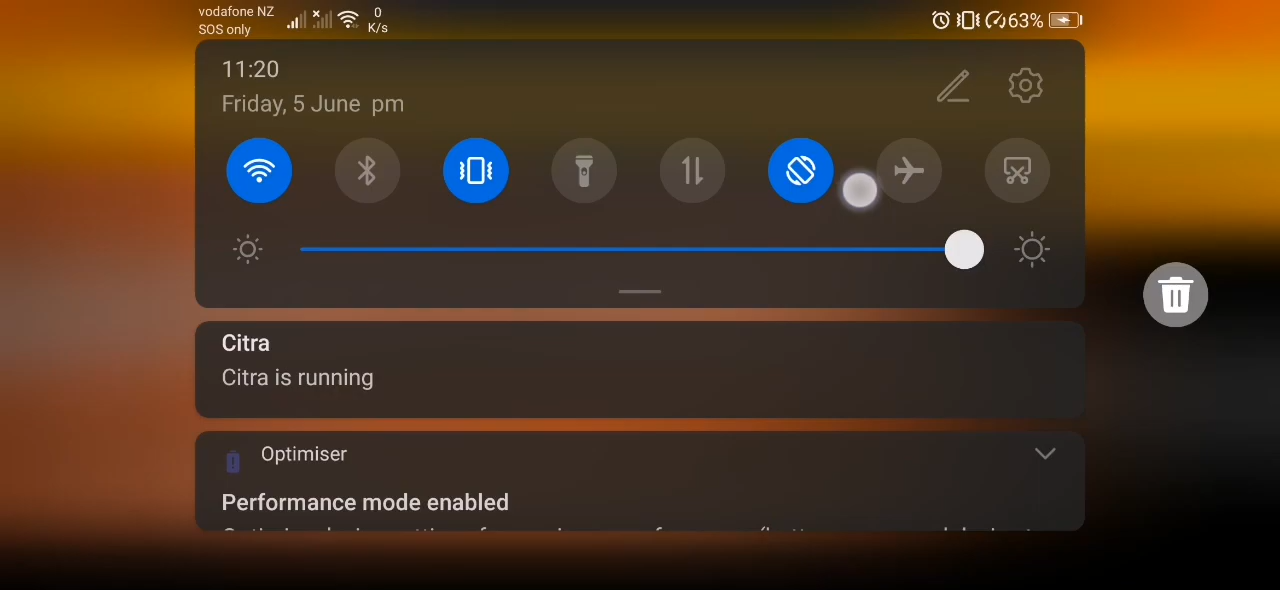 vodafone NZ
SOS only
0
K/s
63%
11:20
Friday, 5 June pm
Citra
Citra is running
Optimiser
Performance mode enabled